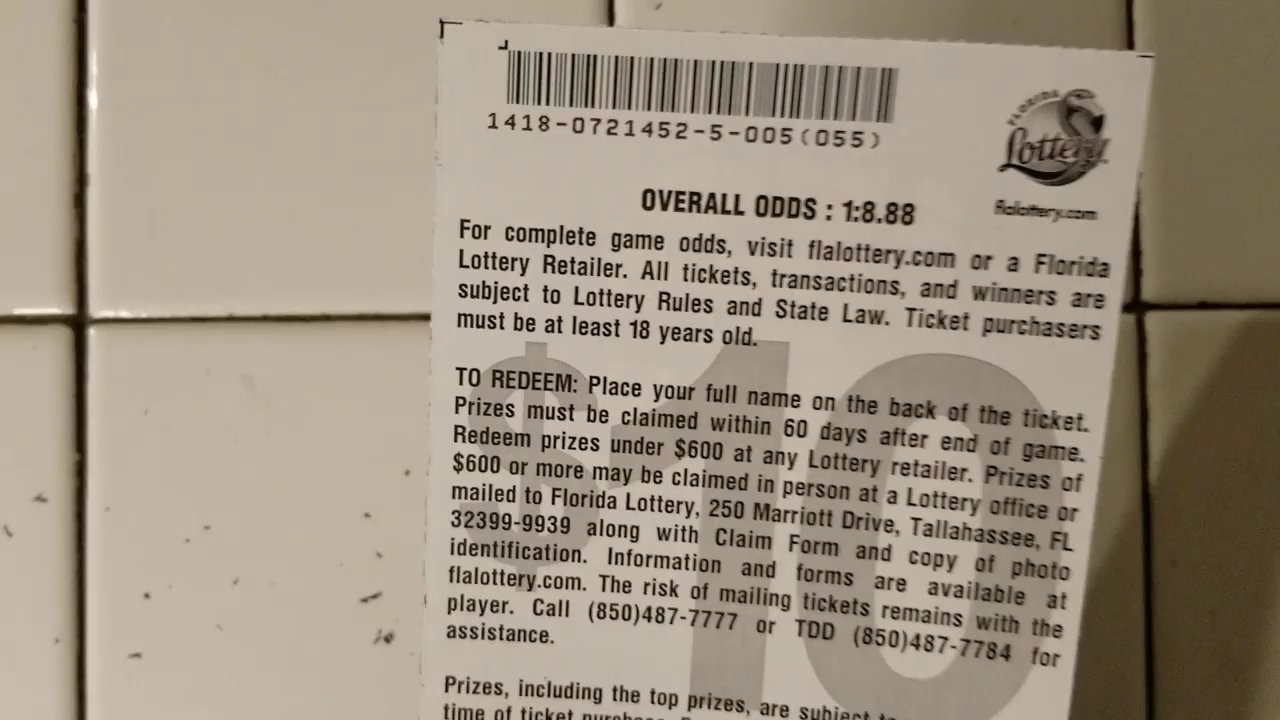 1418-0721452-5-005(055)
FLORIDA
Lottery
flalottery.com
OVERALL ODDS : 1:8.88
For complete game odds, visit flalottery.com or a Florida
Lottery Retailer. All tickets, transactions, and winners are
subject to Lottery Rules and State Law. Ticket purchasers
must be at least 18 years old.
$10
TO REDEEM: Place your full name on the back of the ticket.
Prizes must be claimed within 60 days after end of game.
Redeem prizes under $600 at any Lottery retailer. Prizes of
$600 or more may be claimed in person at a Lottery office or
mailed to Florida Lottery, 250 Marriott Drive, Tallahassee, FL
32399-9939 along with Claim Form and copy of photo
identification. Information and forms are available at
flalottery.com. The risk of mailing tickets remains with the
player. Call (850)487-7777 or TDD (850)487-7784 for
assistance.
Prizes, including the top prizes, are subject to
time of ticket purchase.